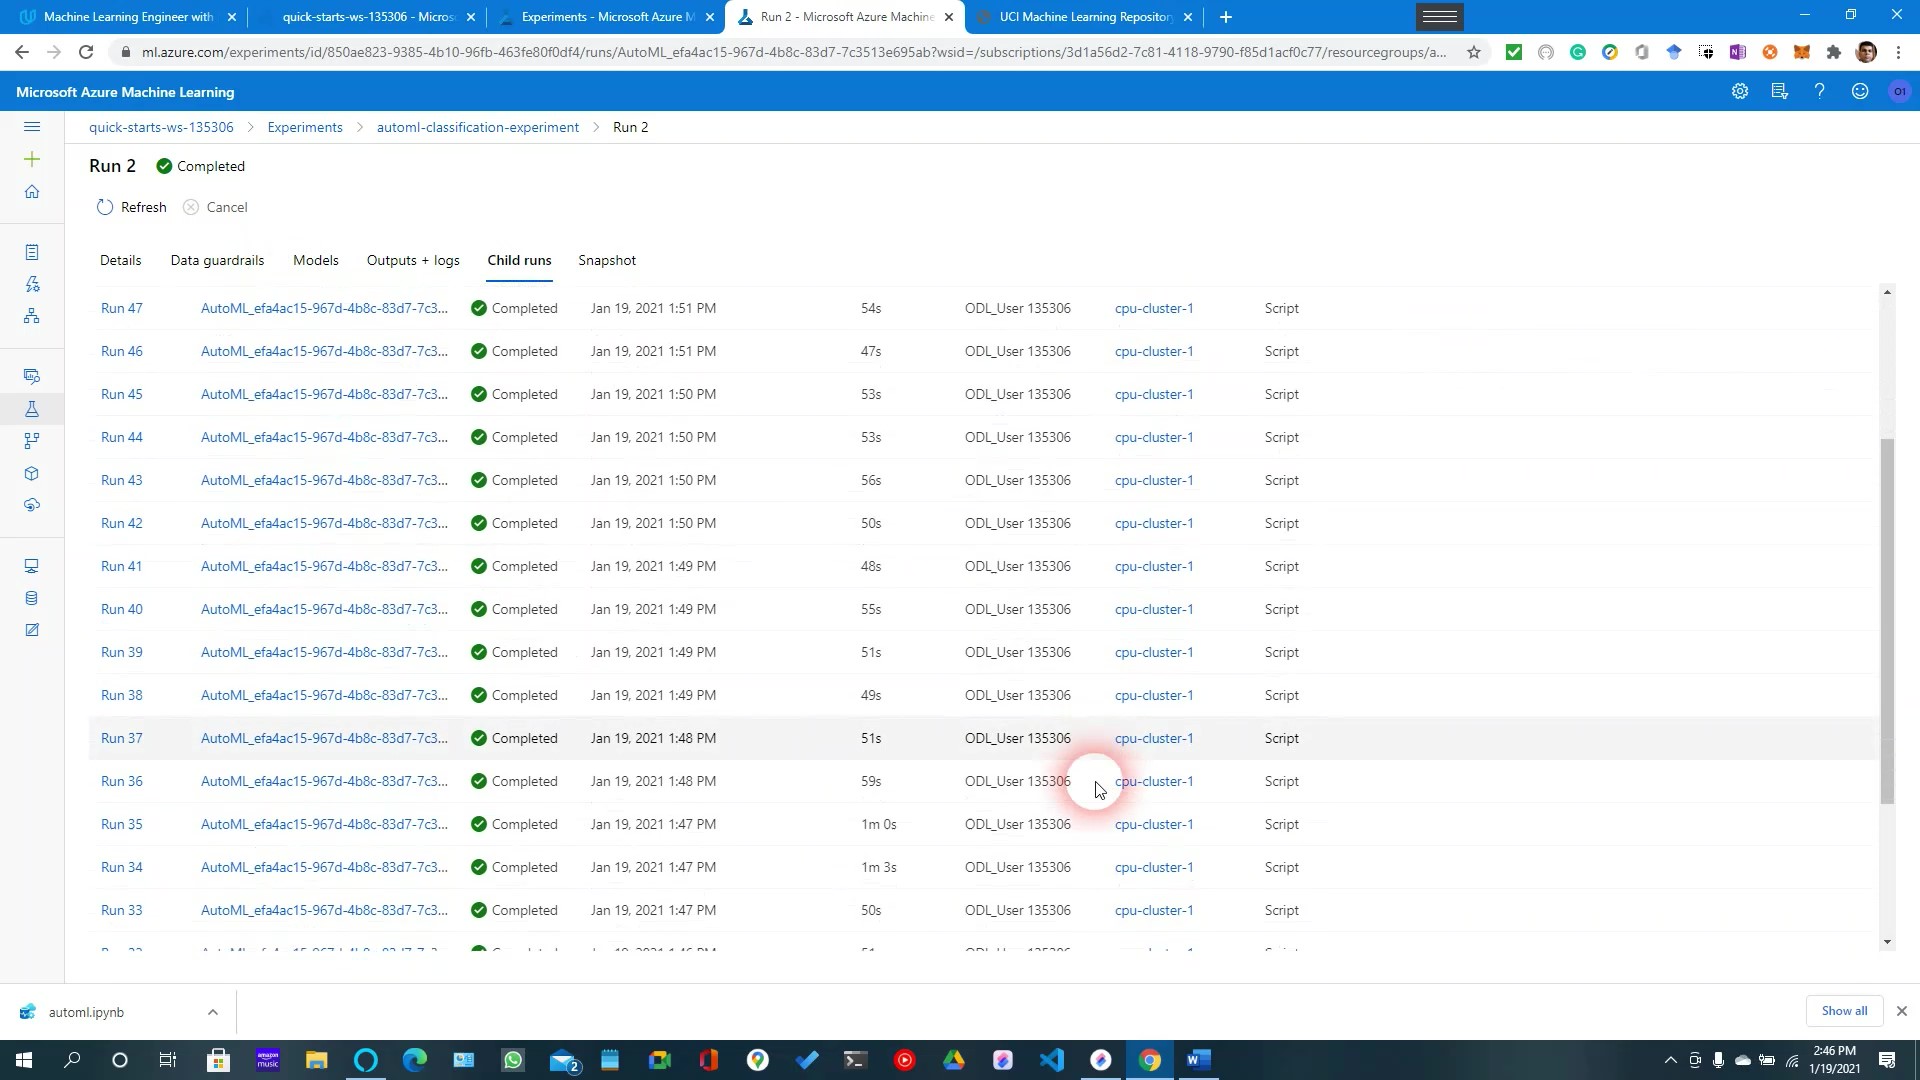 Machine Learning Engineer with
quick-starts-ws-135306 - Micros
Experiments - Microsoft Azure M
Run 2 - Microsoft Azure Machine
UCI Machine Learning Repository
ml.azure.com/experiments/id/850ae823-9385-4b10-96fb-463fe80f0df4/runs/AutoML_efa4ac15-967d-4b8c-83d7-7c3513e695ab?wsid=/subscriptions/3d1a56d2-7c81-4118-9790-f85d1acf0c77/resourcegroups/a...
Microsoft Azure Machine Learning
O1
quick-starts-ws-135306 > Experiments > automl-classification-experiment > Run 2
Run 2 Completed
Refresh Cancel
Details Data guardrails Models Outputs + logs Child runs Snapshot
Run 47 AutoML_efa4ac15-967d-4b8c-83d7-7c3... Completed Jan 19, 2021 1:51 PM 54s ODL_User 135306 cpu-cluster-1 Script
Run 46 AutoML_efa4ac15-967d-4b8c-83d7-7c3... Completed Jan 19, 2021 1:51 PM 47s ODL_User 135306 cpu-cluster-1 Script
Run 45 AutoML_efa4ac15-967d-4b8c-83d7-7c3... Completed Jan 19, 2021 1:50 PM 53s ODL_User 135306 cpu-cluster-1 Script
Run 44 AutoML_efa4ac15-967d-4b8c-83d7-7c3... Completed Jan 19, 2021 1:50 PM 53s ODL_User 135306 cpu-cluster-1 Script
Run 43 AutoML_efa4ac15-967d-4b8c-83d7-7c3... Completed Jan 19, 2021 1:50 PM 56s ODL_User 135306 cpu-cluster-1 Script
Run 42 AutoML_efa4ac15-967d-4b8c-83d7-7c3... Completed Jan 19, 2021 1:50 PM 50s ODL_User 135306 cpu-cluster-1 Script
Run 41 AutoML_efa4ac15-967d-4b8c-83d7-7c3... Completed Jan 19, 2021 1:49 PM 48s ODL_User 135306 cpu-cluster-1 Script
Run 40 AutoML_efa4ac15-967d-4b8c-83d7-7c3... Completed Jan 19, 2021 1:49 PM 55s ODL_User 135306 cpu-cluster-1 Script
Run 39 AutoML_efa4ac15-967d-4b8c-83d7-7c3... Completed Jan 19, 2021 1:49 PM 51s ODL_User 135306 cpu-cluster-1 Script
Run 38 AutoML_efa4ac15-967d-4b8c-83d7-7c3... Completed Jan 19, 2021 1:49 PM 49s ODL_User 135306 cpu-cluster-1 Script
Run 37 AutoML_efa4ac15-967d-4b8c-83d7-7c3... Completed Jan 19, 2021 1:48 PM 51s ODL_User 135306 cpu-cluster-1 Script
Run 36 AutoML_efa4ac15-967d-4b8c-83d7-7c3... Completed Jan 19, 2021 1:48 PM 59s ODL_User 135306 cpu-cluster-1 Script
Run 35 AutoML_efa4ac15-967d-4b8c-83d7-7c3... Completed Jan 19, 2021 1:47 PM 1m 0s ODL_User 135306 cpu-cluster-1 Script
Run 34 AutoML_efa4ac15-967d-4b8c-83d7-7c3... Completed Jan 19, 2021 1:47 PM 1m 3s ODL_User 135306 cpu-cluster-1 Script
Run 33 AutoML_efa4ac15-967d-4b8c-83d7-7c3... Completed Jan 19, 2021 1:47 PM 50s ODL_User 135306 cpu-cluster-1 Script
automl.ipynb
Show all
amazon music
2
2:46 PM
1/19/2021